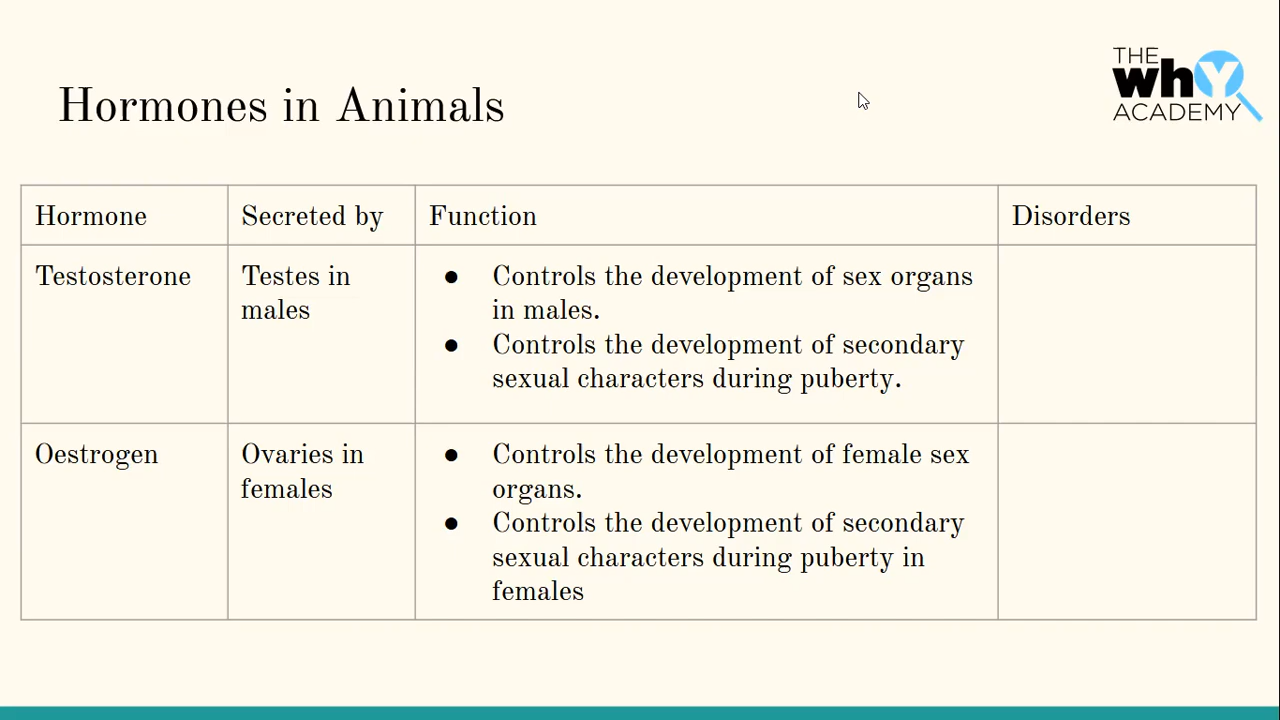 THE
whY
ACADEMY
Hormones in Animals
Hormone Secreted by Function Disorders
Testosterone
Testes in
males
● Controls the development of sex organs
in males.
● Controls the development of secondary
sexual characters during puberty.
Oestrogen
Ovaries in
females
● Controls the development of female sex
organs.
● Controls the development of secondary
sexual characters during puberty in
females